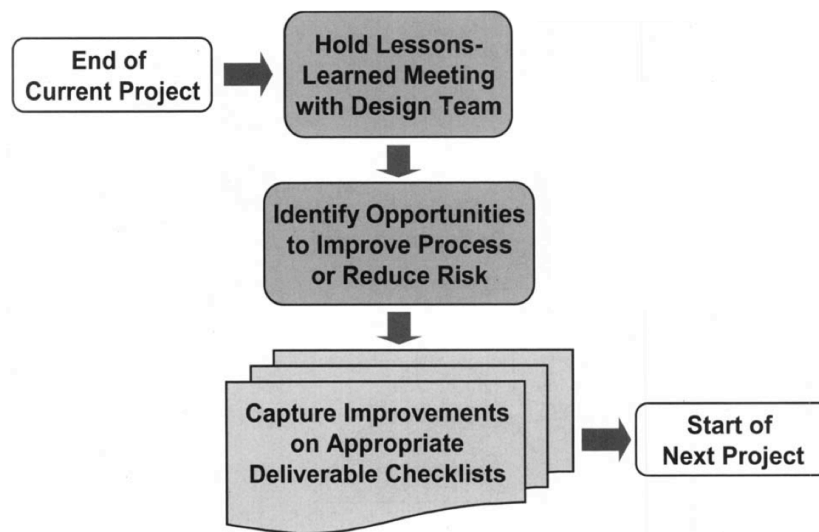 End of
Current Project
Hold Lessons-
Learned Meeting
with Design Team
Identify Opportunities
to Improve Process
or Reduce Risk
Capture Improvements
on Appropriate
Deliverable Checklists
Start of
Next Project